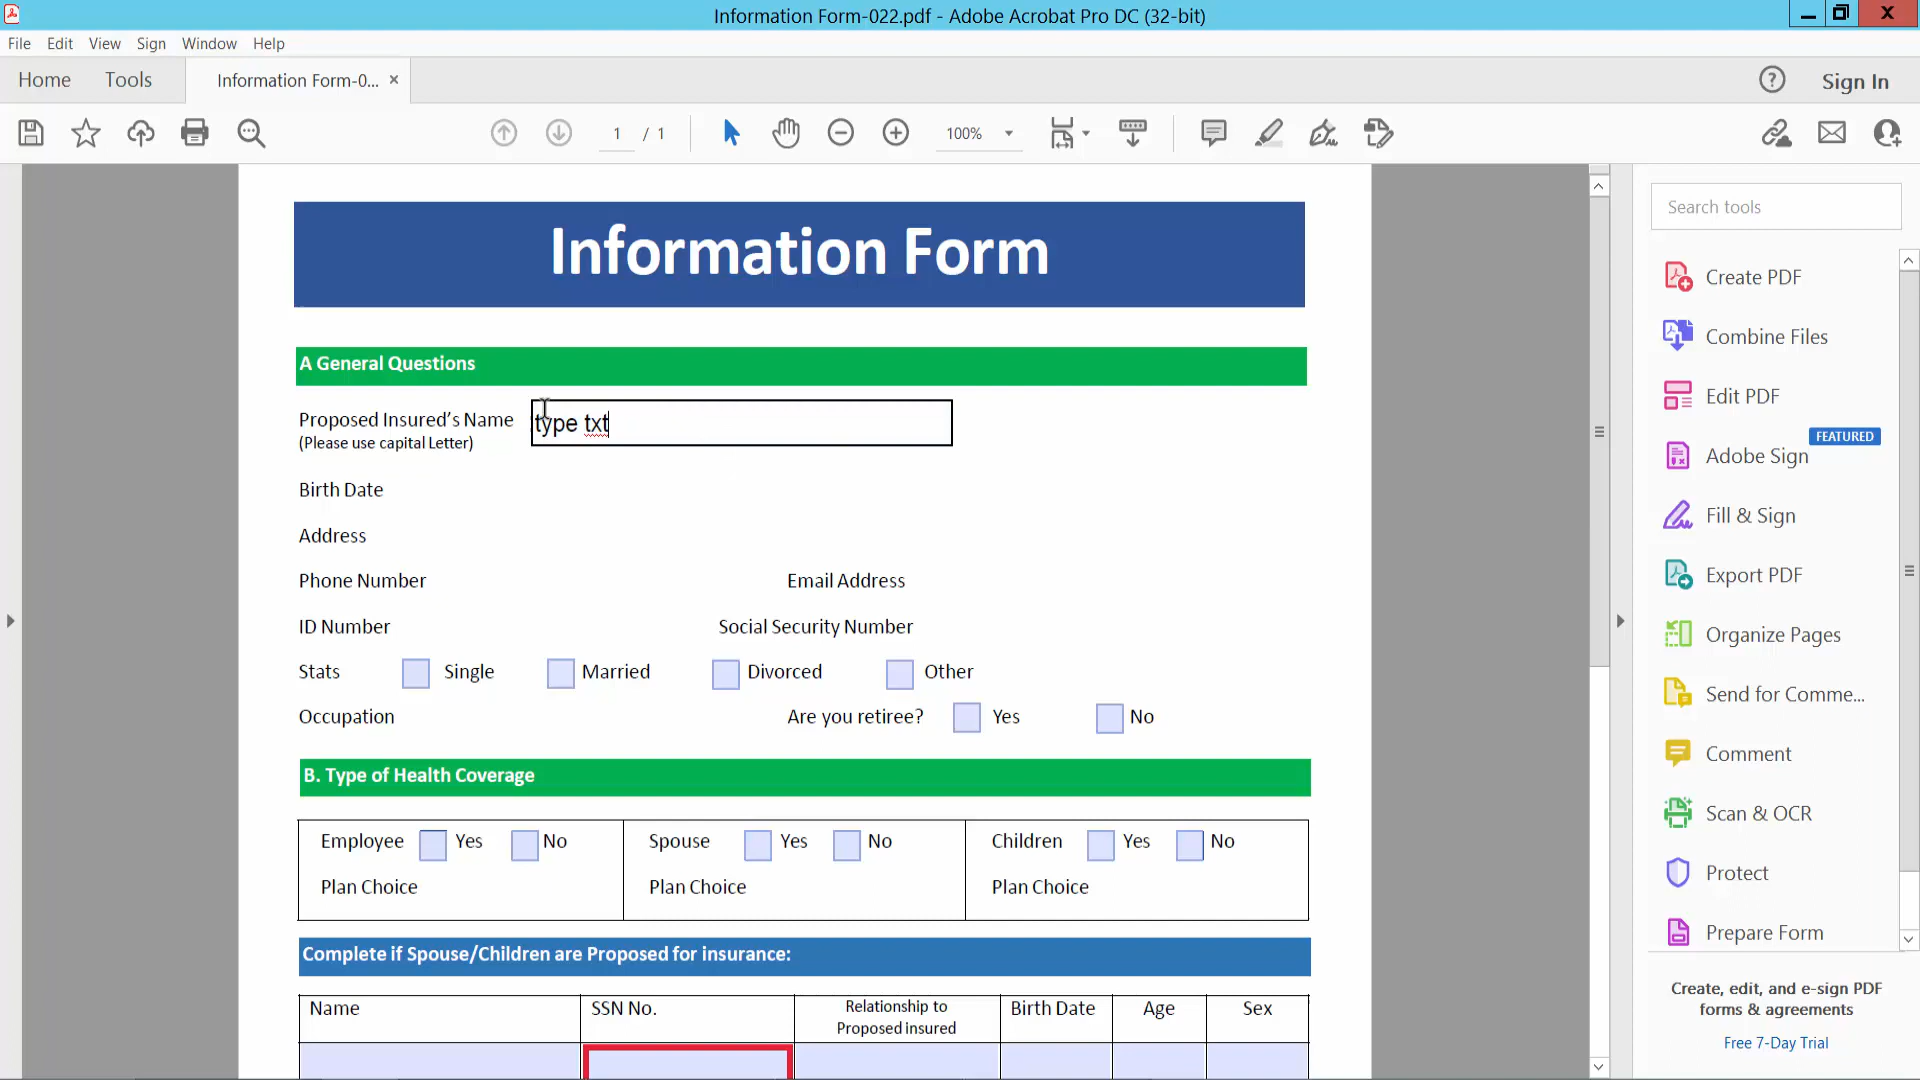 Information Form-022.pdf - Adobe Acrobat Pro DC (32-bit)
X
File Edit View Sign Window Help
Home Tools Information Form-0... × ? Sign In
1 / 1 100%
Information Form
Search tools
Create PDF
Combine Files
Edit PDF
FEATURED
Adobe Sign
Fill & Sign
Export PDF
Organize Pages
Send for Comme...
Comment
Scan & OCR
Protect
Prepare Form
Create, edit, and e-sign PDF
forms & agreements
Free 7-Day Trial
A General Questions
Proposed Insured’s Name type txt
(Please use capital Letter)
Birth Date
Address
Phone Number Email Address
ID Number Social Security Number
Stats Single Married Divorced Other
Occupation Are you retiree? Yes No
B. Type of Health Coverage
Employee Yes No Spouse Yes No Children Yes No
Plan Choice Plan Choice Plan Choice
Complete if Spouse/Children are Proposed for insurance:
Name SSN No. Relationship to Birth Date Age Sex
Proposed insured